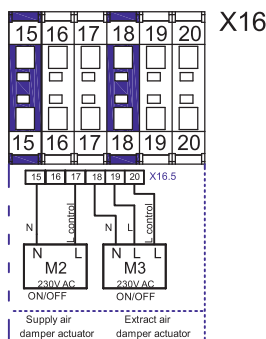 X16
15 16 17 18 19 20
15 16 17 18 19 20
15 16 17 18 19 20 X16.5
N L control N L L control
N L N L L
M2 M3
230V AC 230V AC
ON/OFF ON/OFF
Supply air Extract air
damper actuator damper actuator